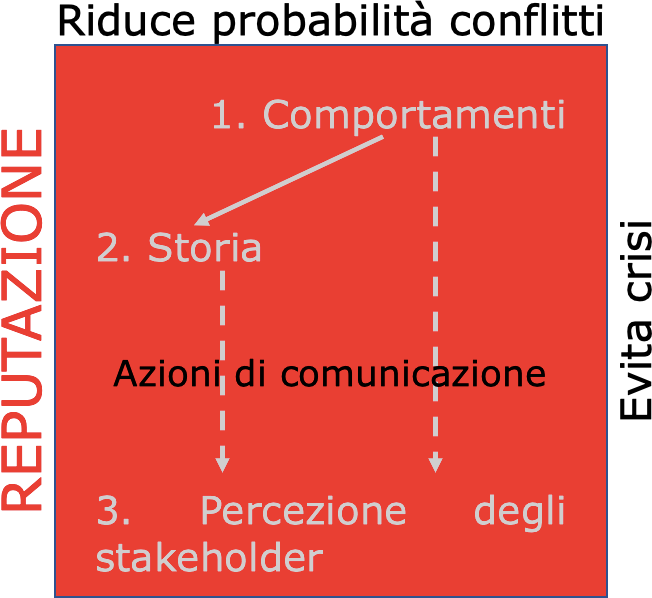 Riduce probabilità conflitti
REPUTAZIONE
1. Comportamenti
2. Storia
Azioni di comunicazione
3. Percezione degli
stakeholder
Evita crisi